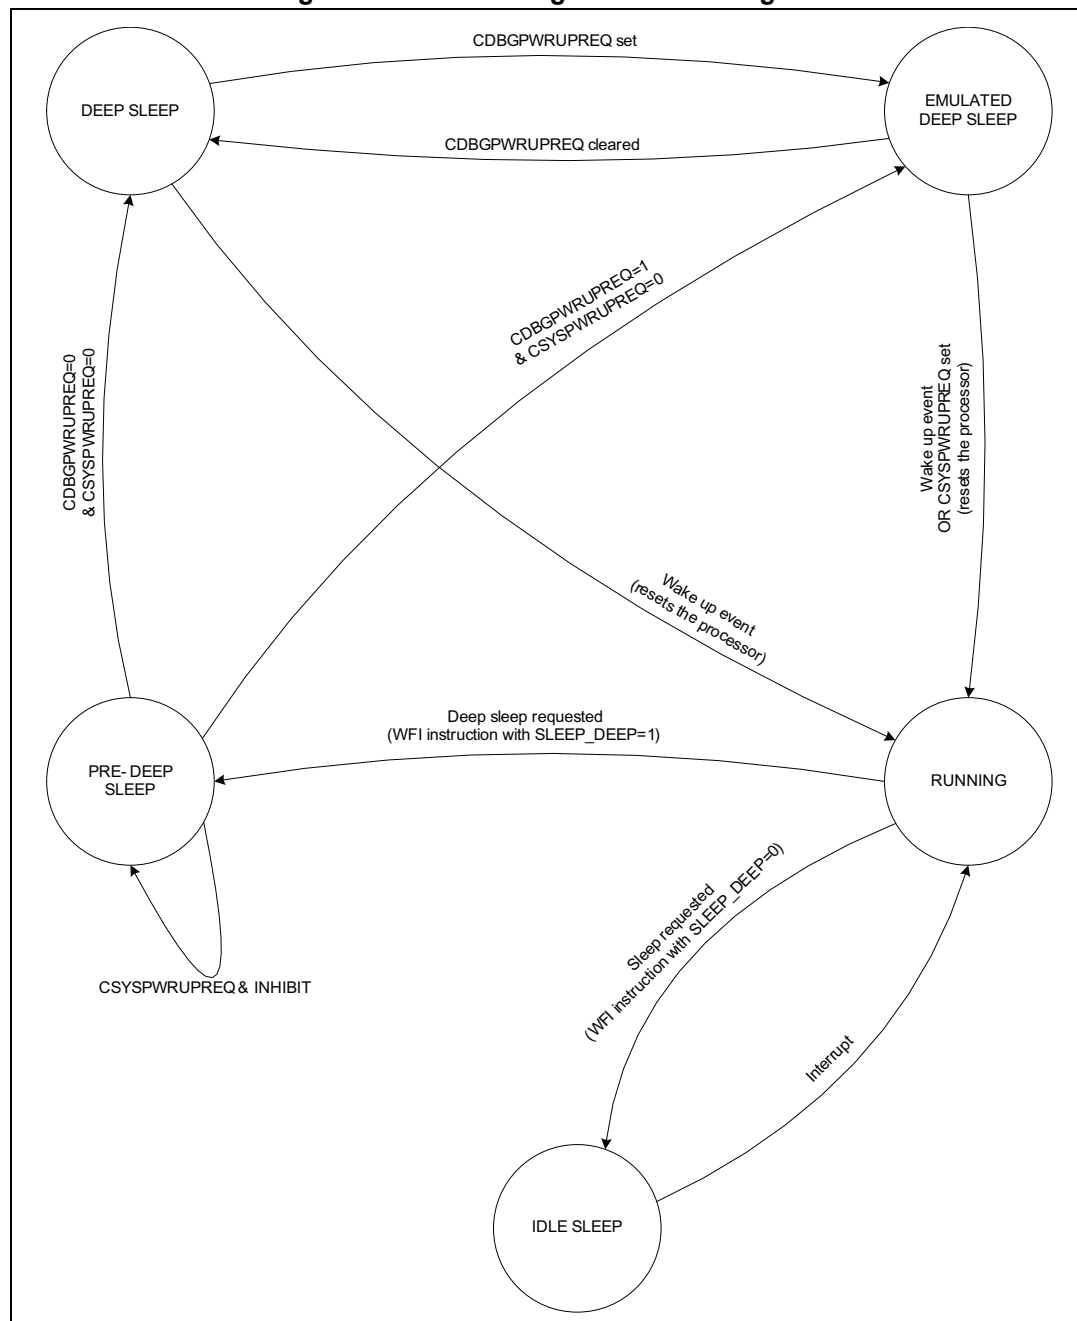 CDBGPWRUPREQ set
DEEP SLEEP
EMULATED
DEEP SLEEP
CDBGPWRUPREQ cleared
CDBGPWRUPREQ=1
& CSYSPWRUPREQ=0
CDBGPWRUPREQ=0
& CSYSPWRUPREQ=0
Wake up event
OR CSYSPWRUPREQ set
(resets the processor)
Wake up event
(resets the processor)
Deep sleep requested
(WFI instruction with SLEEP_DEEP=1)
PRE- DEEP
SLEEP
RUNNING
Sleep requested
(WFI instruction with SLEEP_DEEP=0)
CSYSPWRUPREQ & INHIBIT
Interrupt
IDLE SLEEP